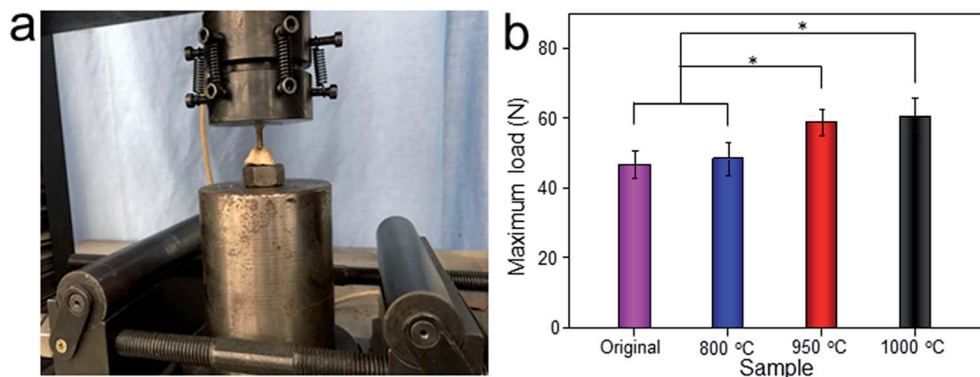 a
b
Maximum load (N)
80
60
40
20
0
*
*
Original
800 °C
950 °C
1000 °C
Sample